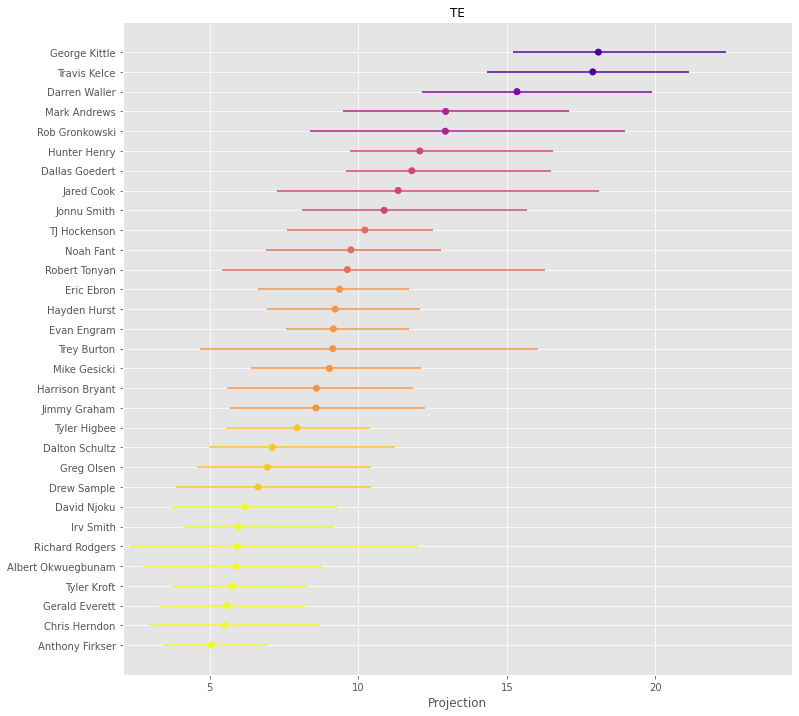 TE
George Kittle
Travis Kelce
Darren Waller
Mark Andrews
Rob Gronkowski
Hunter Henry
Dallas Goedert
Jared Cook
Jonnu Smith
TJ Hockenson
Noah Fant
Robert Tonyan
Eric Ebron
Hayden Hurst
Evan Engram
Trey Burton
Mike Gesicki
Harrison Bryant
Jimmy Graham
Tyler Higbee
Dalton Schultz
Greg Olsen
Drew Sample
David Njoku
Irv Smith
Richard Rodgers
Albert Okwuegbunam
Tyler Kroft
Gerald Everett
Chris Herndon
Anthony Firkser
5 10 15 20
Projection